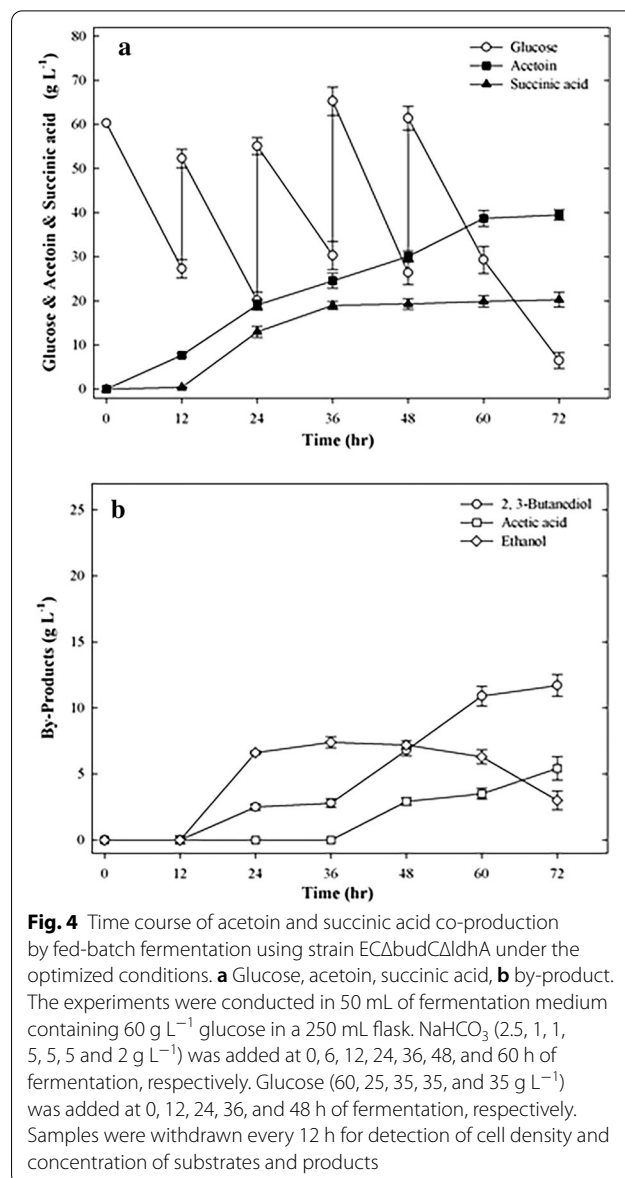 a
Glucose
Acetoin
Succinic acid
Glucose & Acetoin & Succinic acid (g L⁻¹)
80
70
60
50
40
30
20
10
0
0 12 24 36 48 60 72
Time (hr)
b
2, 3-Butanediol
Acetic acid
Ethanol
By-Products (g L⁻¹)
25
20
15
10
5
0
0 12 24 36 48 60 72
Time (hr)
Fig. 4 Time course of acetoin and succinic acid co-production
by fed-batch fermentation using strain ECΔbudCΔldhA under the
optimized conditions. a Glucose, acetoin, succinic acid, b by-product.
The experiments were conducted in 50 mL of fermentation medium
containing 60 g L⁻¹ glucose in a 250 mL flask. NaHCO₃ (2.5, 1, 1,
5, 5, 5 and 2 g L⁻¹) was added at 0, 6, 12, 24, 36, 48, and 60 h of
fermentation, respectively. Glucose (60, 25, 35, 35, and 35 g L⁻¹)
was added at 0, 12, 24, 36, and 48 h of fermentation, respectively.
Samples were withdrawn every 12 h for detection of cell density and
concentration of substrates and products